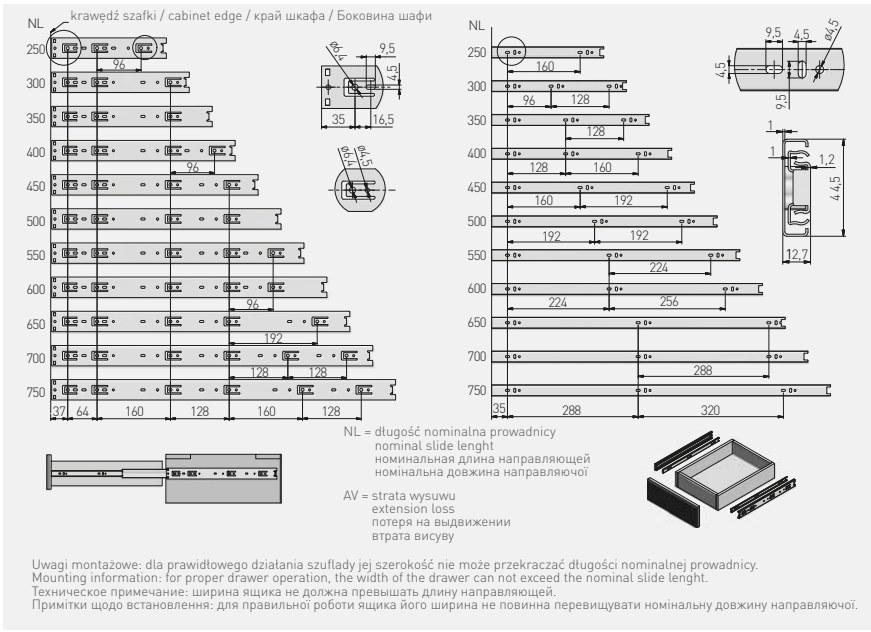 krawędź szafki / cabinet edge / край шкафа / Боковина шафи
NL
250
96
300
350
400
96
450
500
550
600
96
650
192
700
128 128
750
37 64 160 128 160 128
ø6,4
9,5
4,5
35 16,5
ø6,4
ø4,5
NL
250
160
300
96 128
350
128
400
128 160
450
160 192
500
192 192
550
224
600
224 256
650
700
288
750
35 288 320
9,5 4,5 ø4,5
4,5
9,5
1
1
1,2
44,5
12,7
NL = długość nominalna prowadnicy
nominal slide lenght
номинальная длина направляющей
номінальна довжина направляючої
AV = strata wysuwu
extension loss
потеря на выдвижении
втрата висуву
Uwagi montażowe: dla prawidłowego działania szuflady jej szerokość nie może przekraczać długości nominalnej prowadnicy.
Mounting information: for proper drawer operation, the width of the drawer can not exceed the nominal slide lenght.
Техническое примечание: ширина ящика не должна превышать длину направляющей.
Примітки щодо встановлення: для правильної роботи ящика його ширина не повинна перевищувати номінальну довжину направляючої.